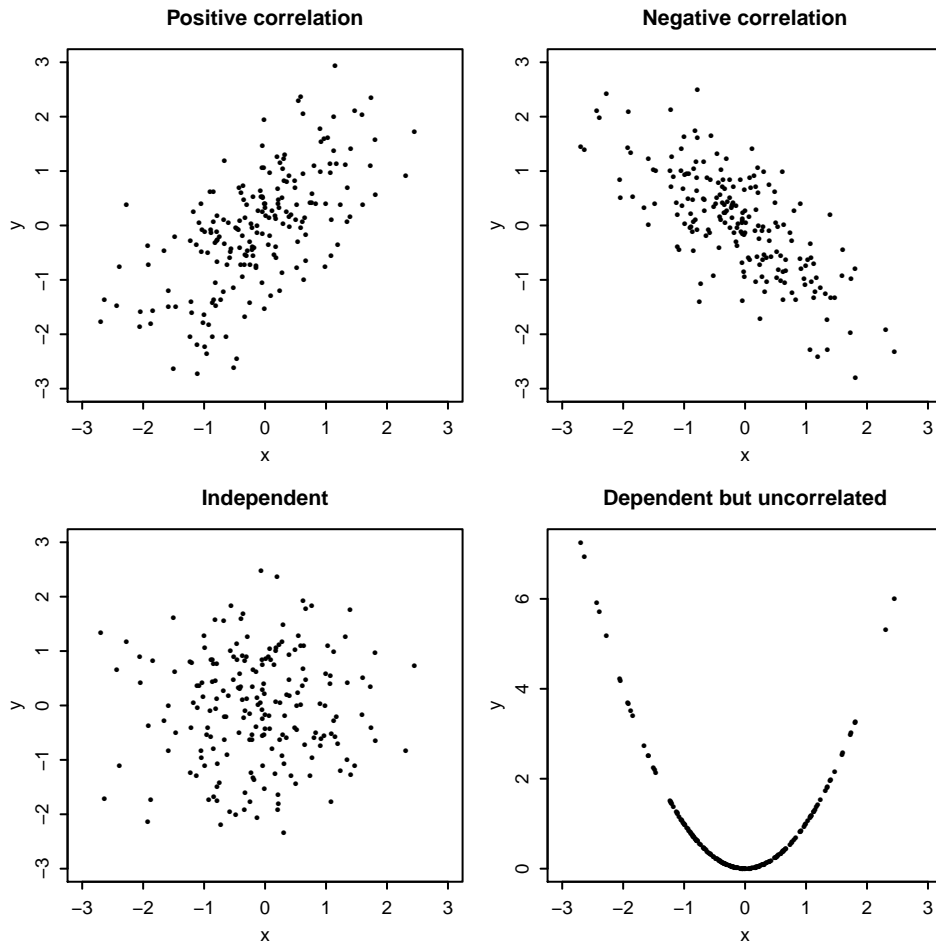 Positive correlation
Negative correlation
3
2
1
0
−1
−2
−3
y
−3 −2 −1 0 1 2 3
x
3
2
1
0
−1
−2
−3
y
−3 −2 −1 0 1 2 3
x
Independent
Dependent but uncorrelated
3
2
1
0
−1
−2
−3
y
−3 −2 −1 0 1 2 3
x
6
4
2
0
y
−3 −2 −1 0 1 2 3
x